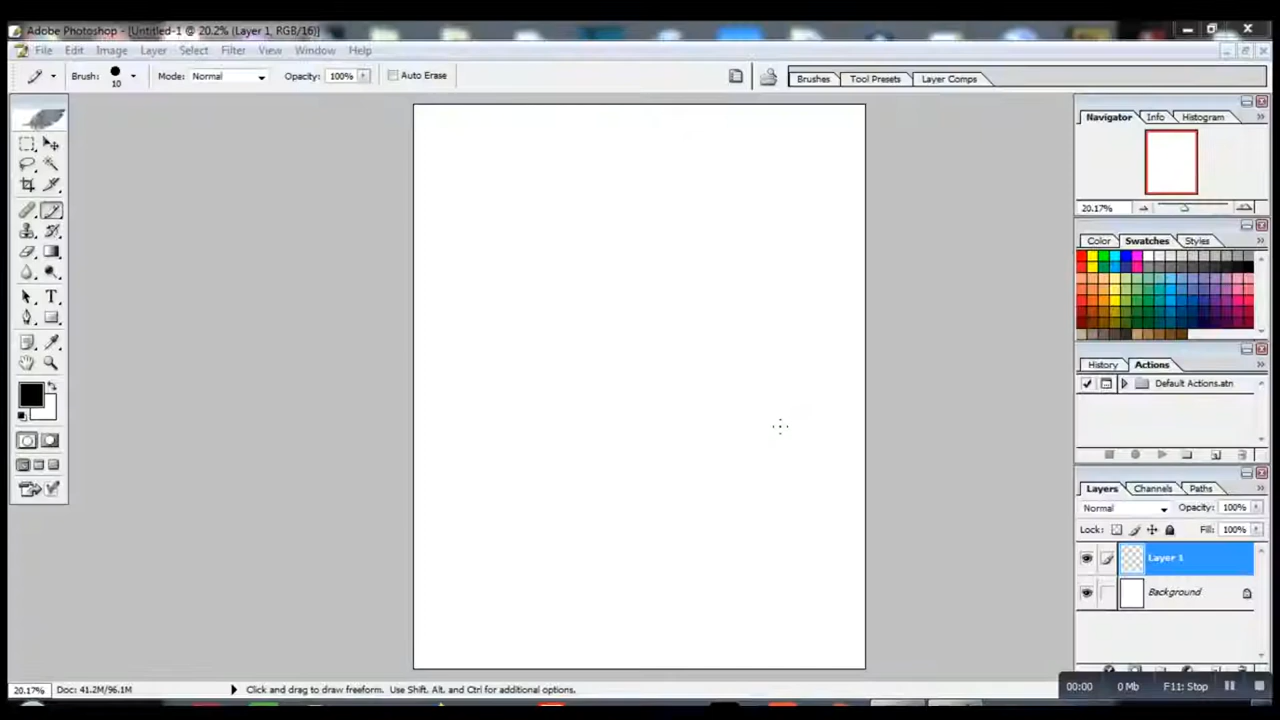 Adobe Photoshop - [Untitled-1 @ 20.2% (Layer 1, RGB/16)]
File Edit Image Layer Select Filter View Window Help
Brush: 10 Mode: Normal Opacity: 100% Auto Erase Brushes Tool Presets Layer Comps
Navigator Info Histogram
20.17%
Color Swatches Styles
History Actions
Default Actions.atn
Layers Channels Paths
Normal Opacity: 100%
Lock: Fill: 100%
Layer 1
Background
20.17% Doc: 41.2M/96.1M Click and drag to draw freeform. Use Shift, Alt, and Ctrl for additional options.
00:00 0 Mb F11: Stop